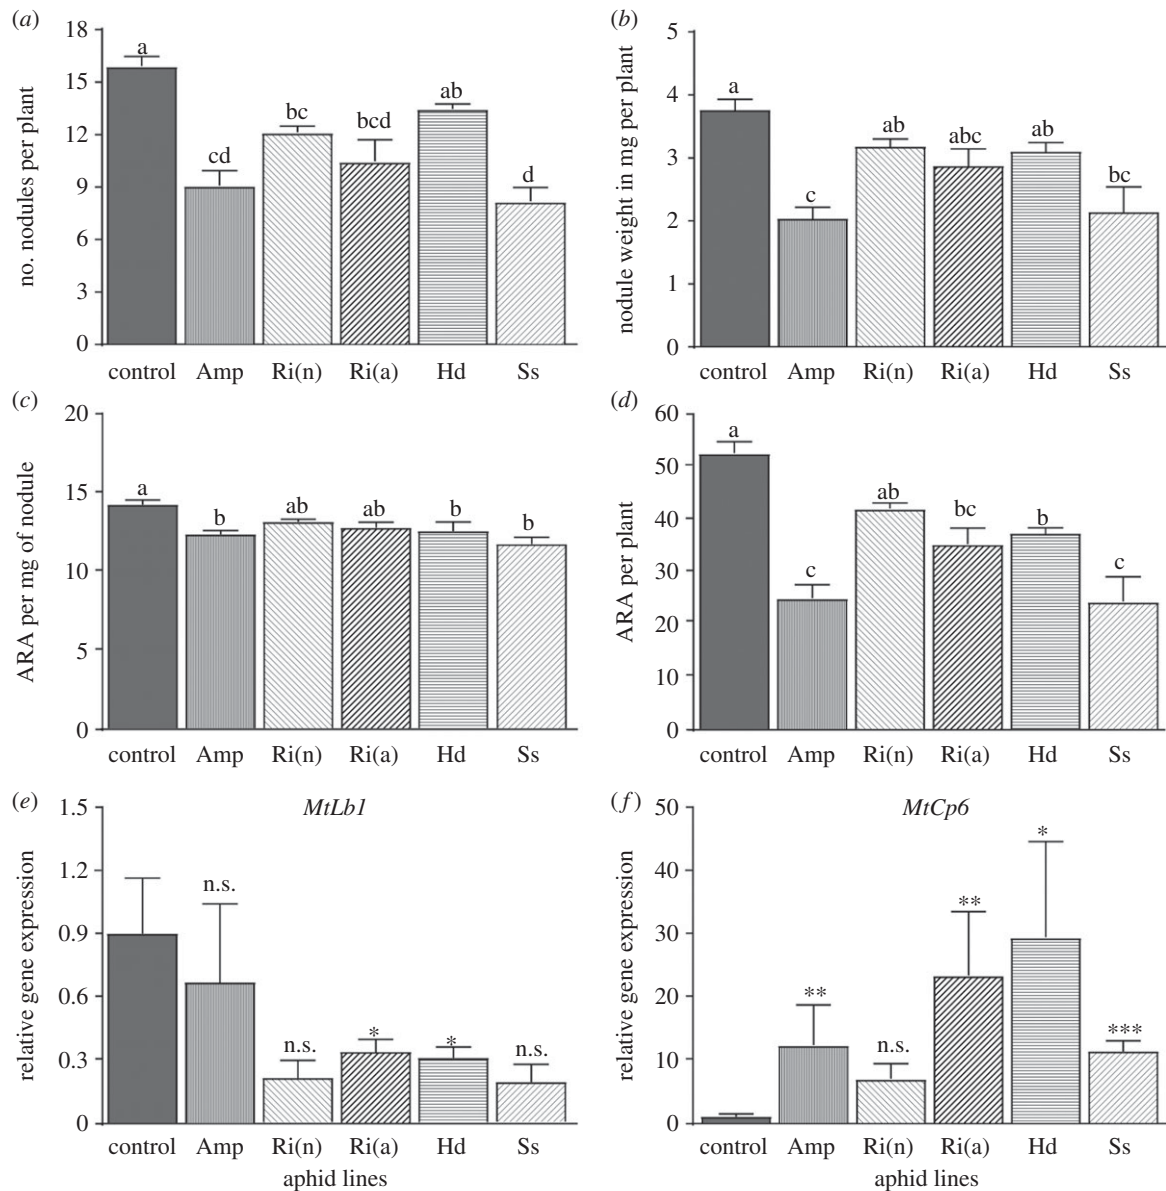 (a)
no. nodules per plant
18
15
12
9
6
3
0
a
cd
bc
bcd
ab
d
control Amp Ri(n) Ri(a) Hd Ss
(b)
nodule weight in mg per plant
5
4
3
2
1
0
a
c
ab
abc
ab
bc
control Amp Ri(n) Ri(a) Hd Ss
(c)
ARA per mg of nodule
20
15
10
5
0
a
b
ab
ab
b
b
control Amp Ri(n) Ri(a) Hd Ss
(d)
ARA per plant
60
50
40
30
20
10
0
a
c
ab
bc
b
c
control Amp Ri(n) Ri(a) Hd Ss
(e)
MtLb1
relative gene expression
1.5
1.2
0.9
0.6
0.3
0
n.s.
n.s.
*
*
n.s.
control Amp Ri(n) Ri(a) Hd Ss
aphid lines
(f)
MtCp6
relative gene expression
50
40
30
20
10
0
**
n.s.
**
*
***
control Amp Ri(n) Ri(a) Hd Ss
aphid lines